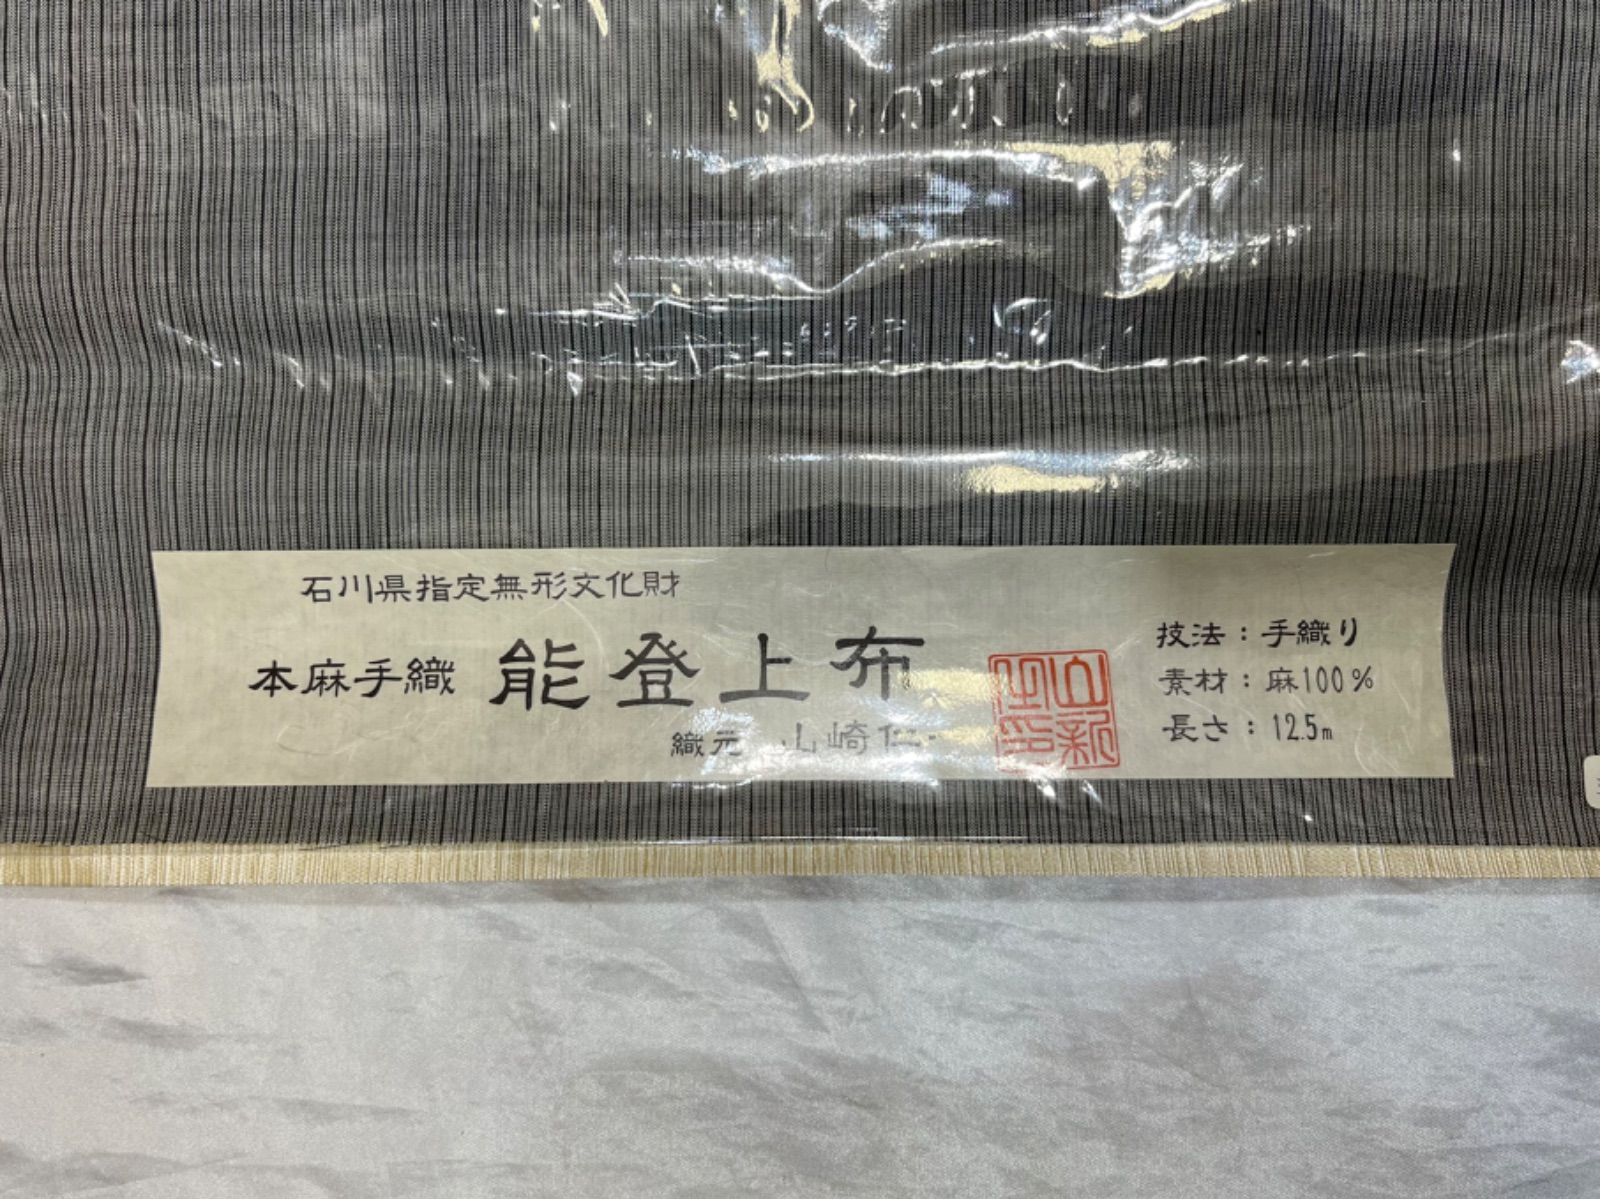 石川県指定無形文化財
本麻手織 能登上布
織元 山崎仁一
技法：手織り
素材：麻100％
長さ：12.5m